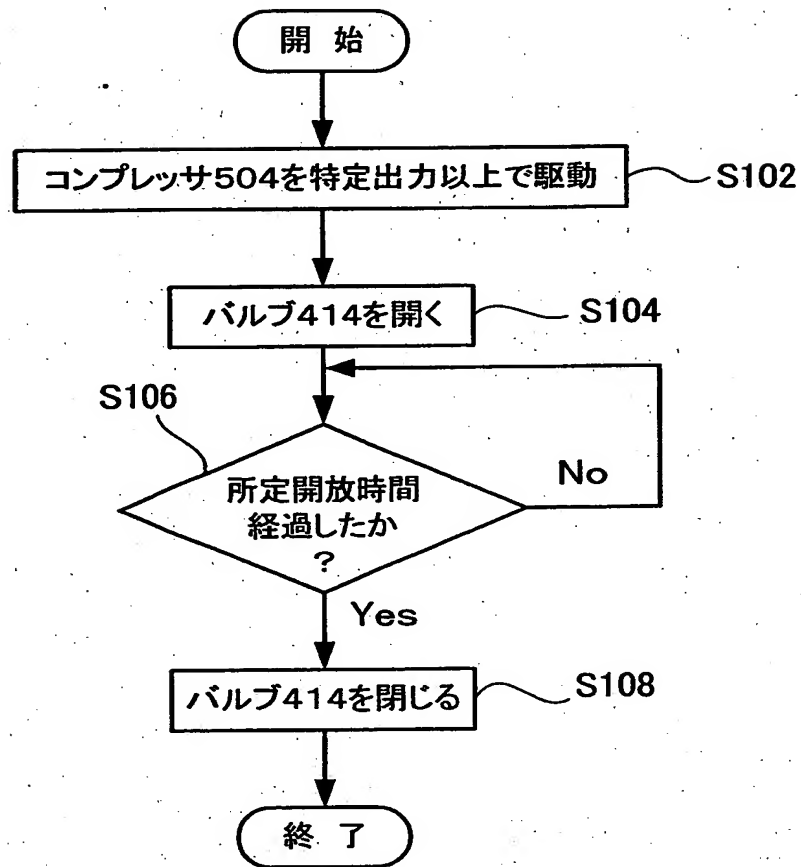 開 始
コンプレッサ504を特定出力以上で駆動
S102
バルブ414を開く
S104
S106
所定開放時間
経過したか
?
No
Yes
バルブ414を閉じる
S108
終 了